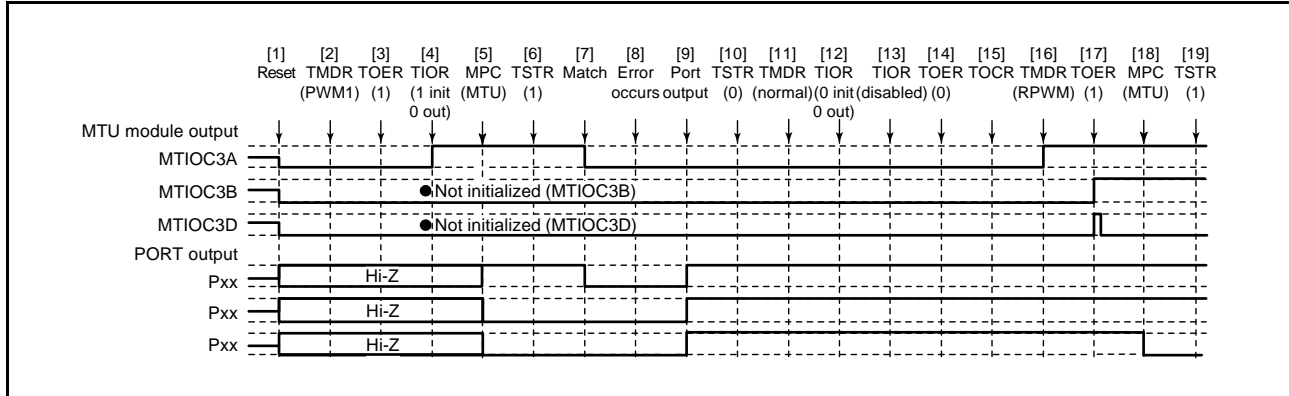 [1] [2] [3] [4] [5] [6] [7] [8] [9] [10] [11] [12] [13] [14] [15] [16] [17] [18] [19]
Reset TMDR TOER TIOR MPC TSTR Match Error Port TSTR TMDR TIOR TIOR TOER TOCR TMDR TOER MPC TSTR
(PWM1) (1) (1 init (MTU) (1) occurs output (0) (normal) (0 init (disabled) (0) (RPWM) (1) (MTU) (1)
0 out) 0 out)
MTU module output
MTIOC3A
MTIOC3B ●Not initialized (MTIOC3B)
MTIOC3D ●Not initialized (MTIOC3D)
PORT output
Pxx Hi-Z
Pxx Hi-Z
Pxx Hi-Z